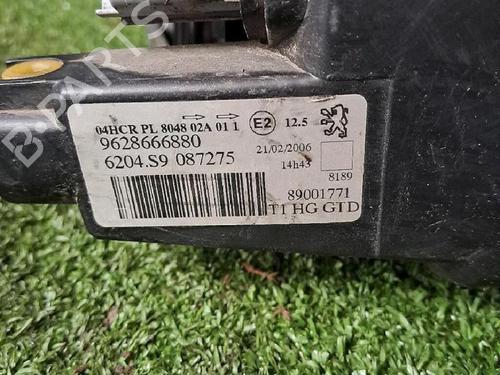 B-PARTS
04HCR PL 8048 02A 01 1 E2 12.5
9628666880
6204.S9 087275
21/02/2006
14h43
8189
89001771
T1 HG GTD